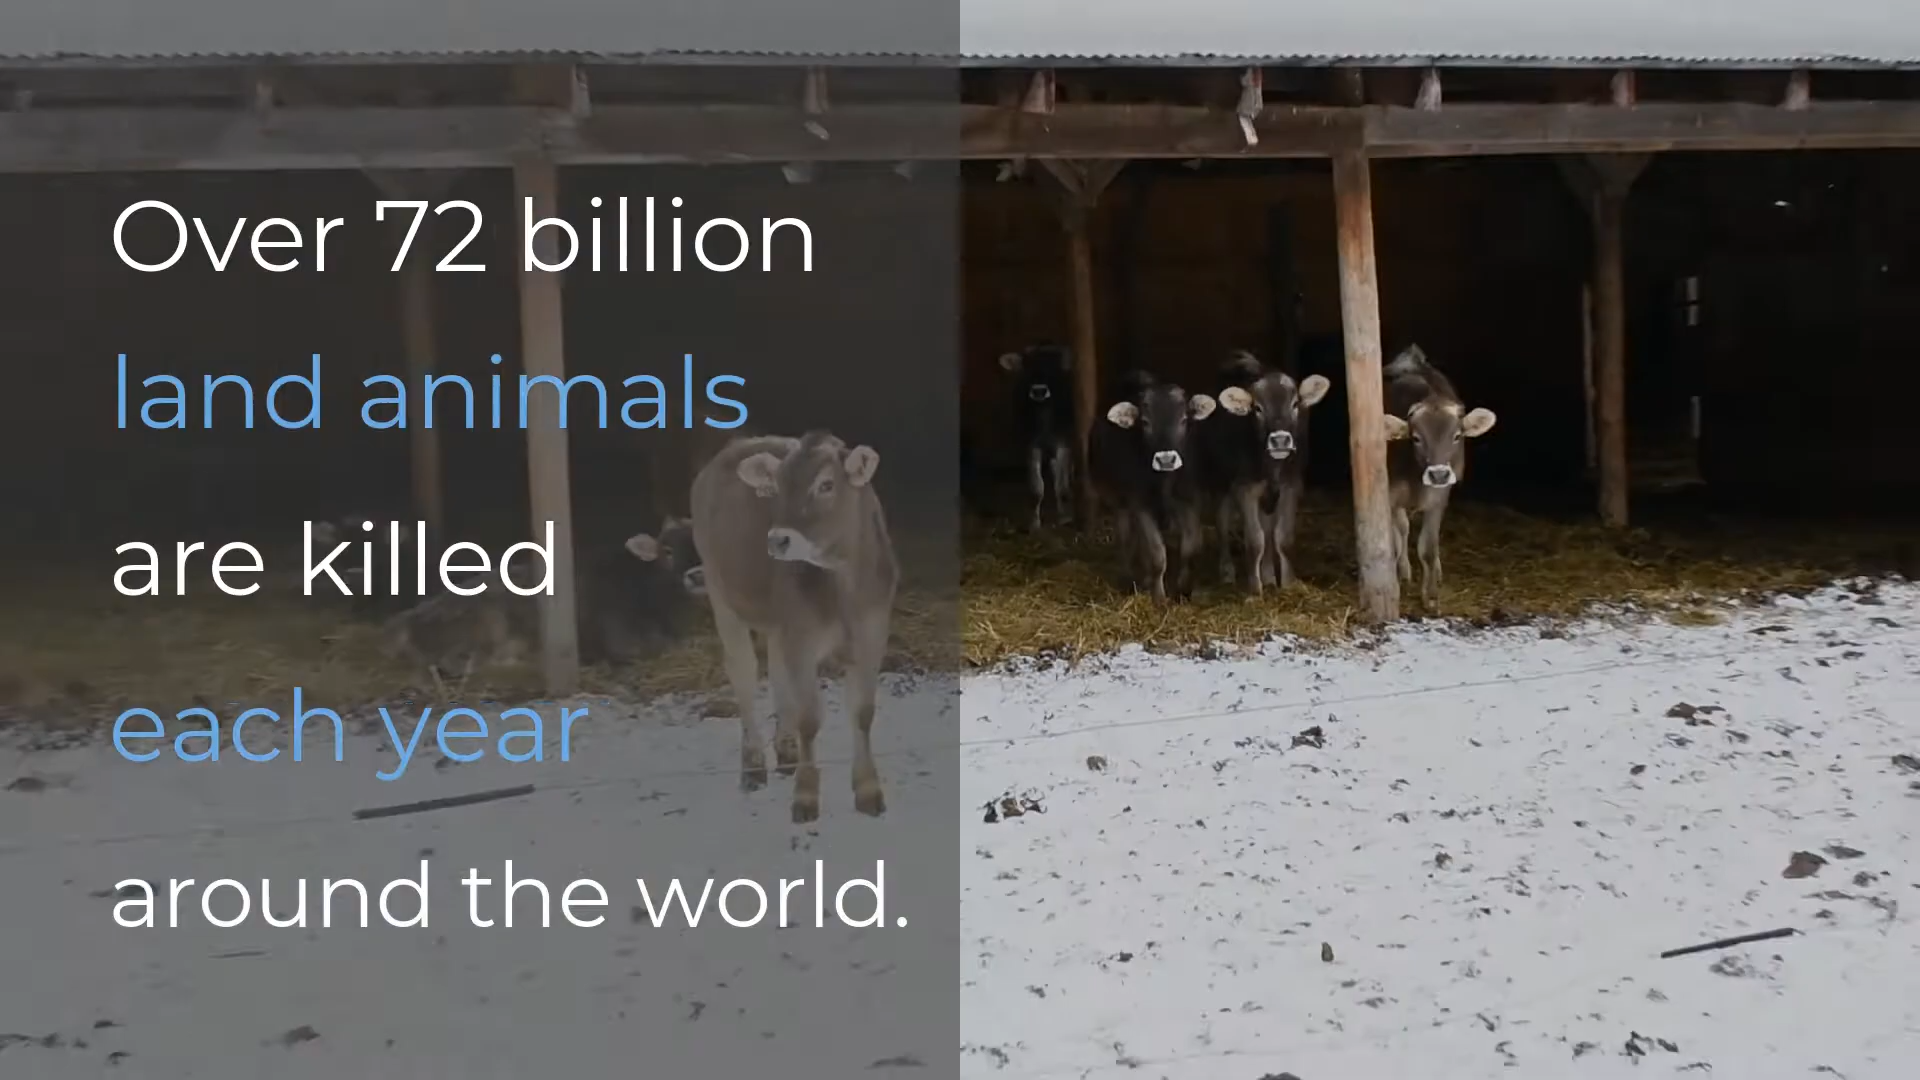 Over 72 billion
land animals
are killed
each year
around the world.